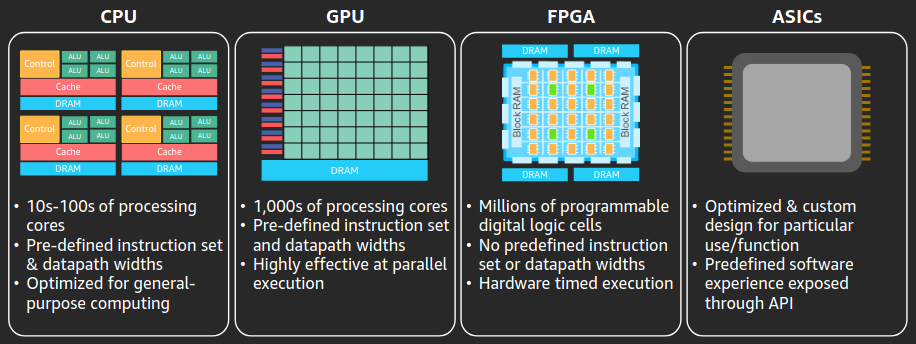 CPU
Control
ALU ALU
ALU ALU
Cache
DRAM
Control
ALU ALU
ALU ALU
Cache
DRAM
Control
ALU ALU
ALU ALU
Cache
DRAM
Control
ALU ALU
ALU ALU
Cache
DRAM
• 10s-100s of processing
cores
• Pre-defined instruction set
& datapath widths
• Optimized for general-
purpose computing
GPU
DRAM
• 1,000s of processing cores
• Pre-defined instruction set
and datapath widths
• Highly effective at parallel
execution
FPGA
DRAM DRAM
Block RAM
Block RAM
DRAM DRAM
• Millions of programmable
digital logic cells
• No predefined instruction
set or datapath widths
• Hardware timed execution
ASICs
• Optimized & custom
design for particular
use/function
• Predefined software
experience exposed
through API